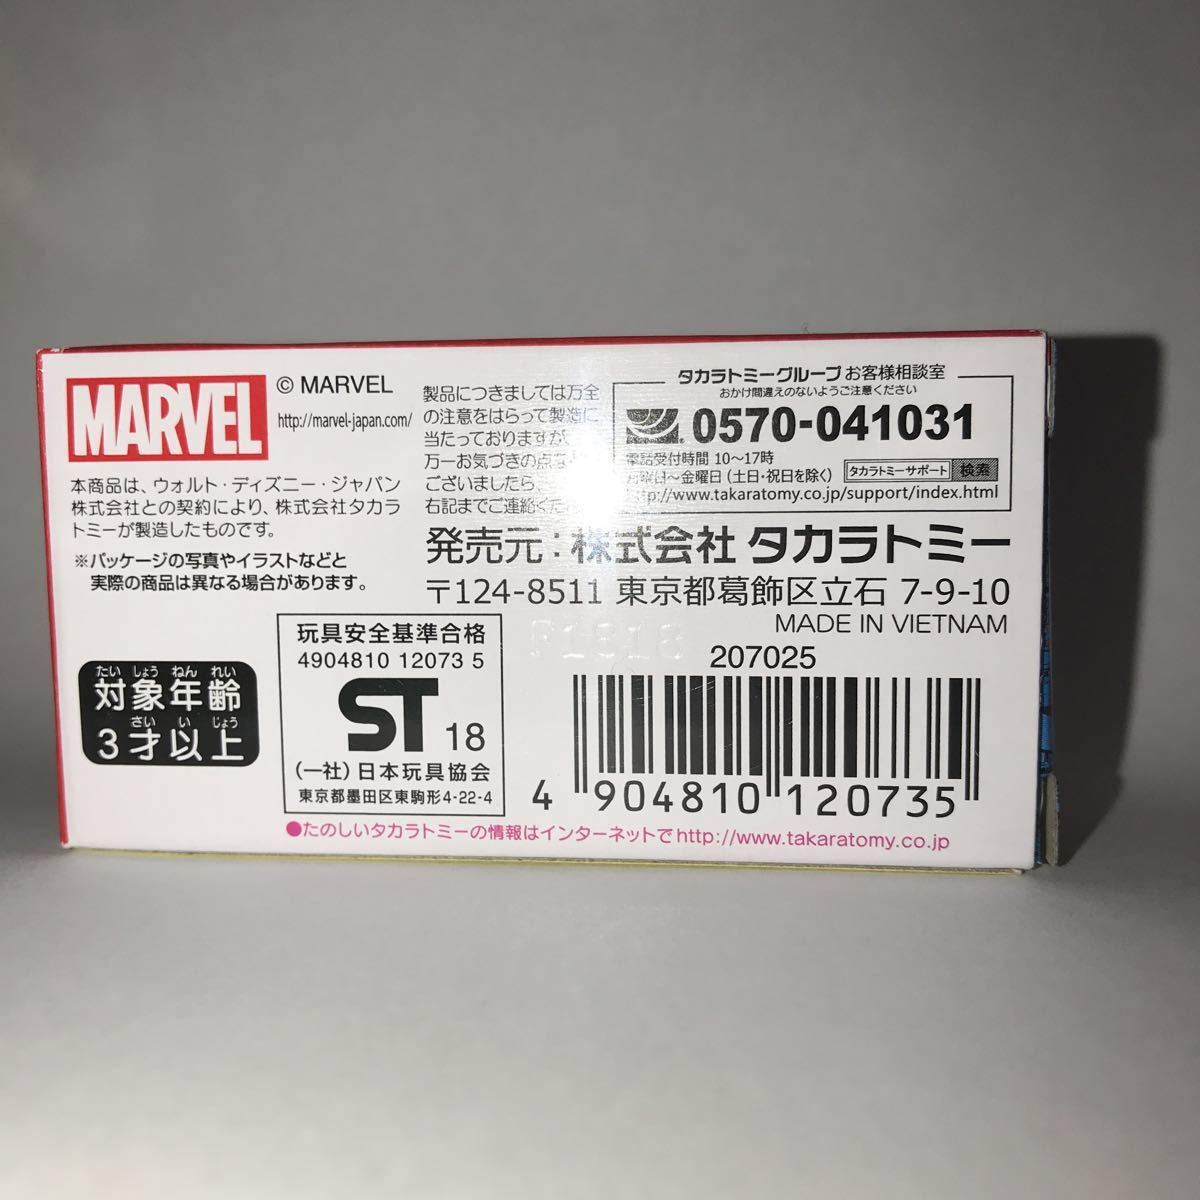 MARVEL
© MARVEL
http://marvel-japan.com/
本商品は、ウォルト・ディズニー・ジャパン
株式会社との契約により、株式会社タカラ
トミーが製造したものです。
※パッケージの写真やイラストなどと
実際の商品は異なる場合があります。
たい しょう ねん れい
対象年齢
さい い じょう
3才以上
玩具安全基準合格
4904810 12073 5
ST 18
(一社)日本玩具協会
東京都墨田区東駒形4-22-4
製品につきましては万全
の注意をはらって製造に
当たっておりますが、
万一お気づきの点
ございましたら、
右記までご連絡くだ
タカラトミーグループ お客様相談室
おかけ間違えのないようご注意ください
0570-041031
電話受付時間 10〜17時
月曜日〜金曜日(土・日・祝日を除く)
タカラトミーサポート 検索
http://www.takaratomy.co.jp/support/index.html
発売元:株式会社 タカラトミー
〒124-8511 東京都葛飾区立石 7-9-10
MADE IN VIETNAM
207025
4 904810 120735
●たのしいタカラトミーの情報はインターネットで http://www.takaratomy.co.jp